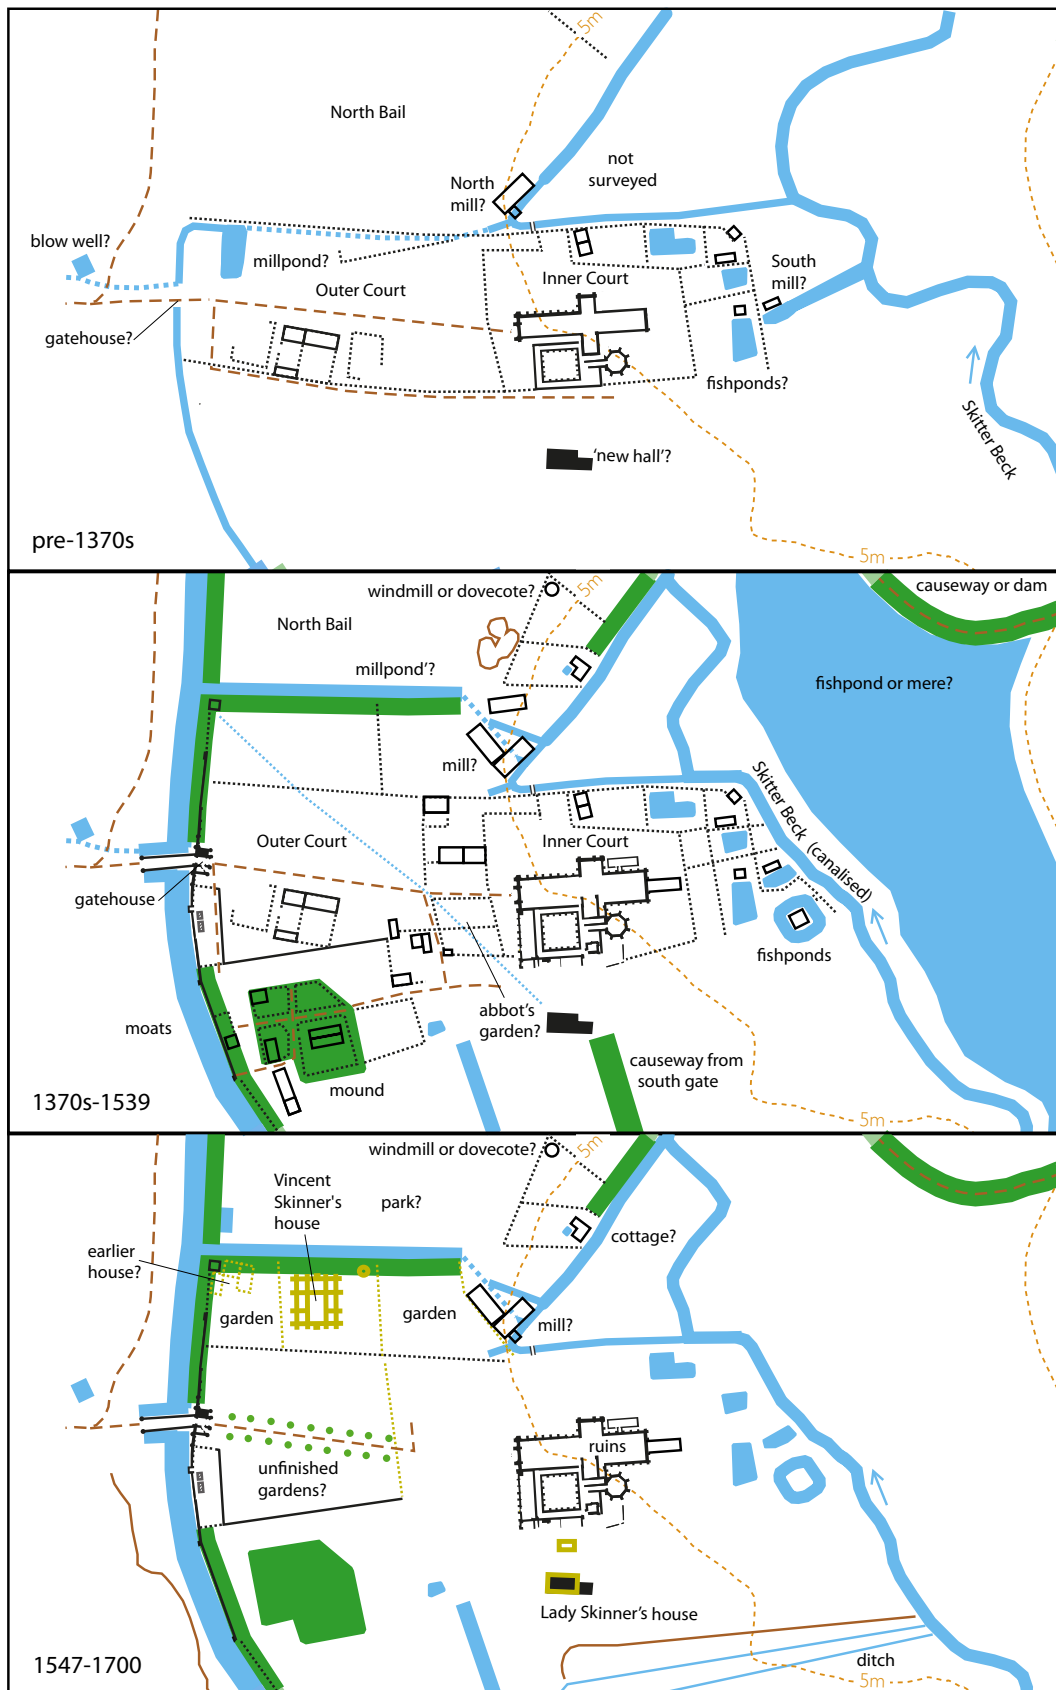 5m
North Bail
not
surveyed
North
mill?
blow well?
millpond?
Outer Court
Inner Court
South
mill?
gatehouse?
fishponds?
Skitter Beck
'new hall'?
pre-1370s
5m
windmill or dovecote?
5m
causeway or dam
North Bail
millpond'?
fishpond or mere?
mill?
Skitter Beck (canalised)
Outer Court
Inner Court
gatehouse
fishponds
abbot's
garden?
moats
causeway from
south gate
mound
1370s-1539
5m
windmill or dovecote?
5m
Vincent
Skinner's
house
park?
earlier
house?
cottage?
garden
garden
mill?
ruins
unfinished
gardens?
Lady Skinner's house
ditch
1547-1700
5m